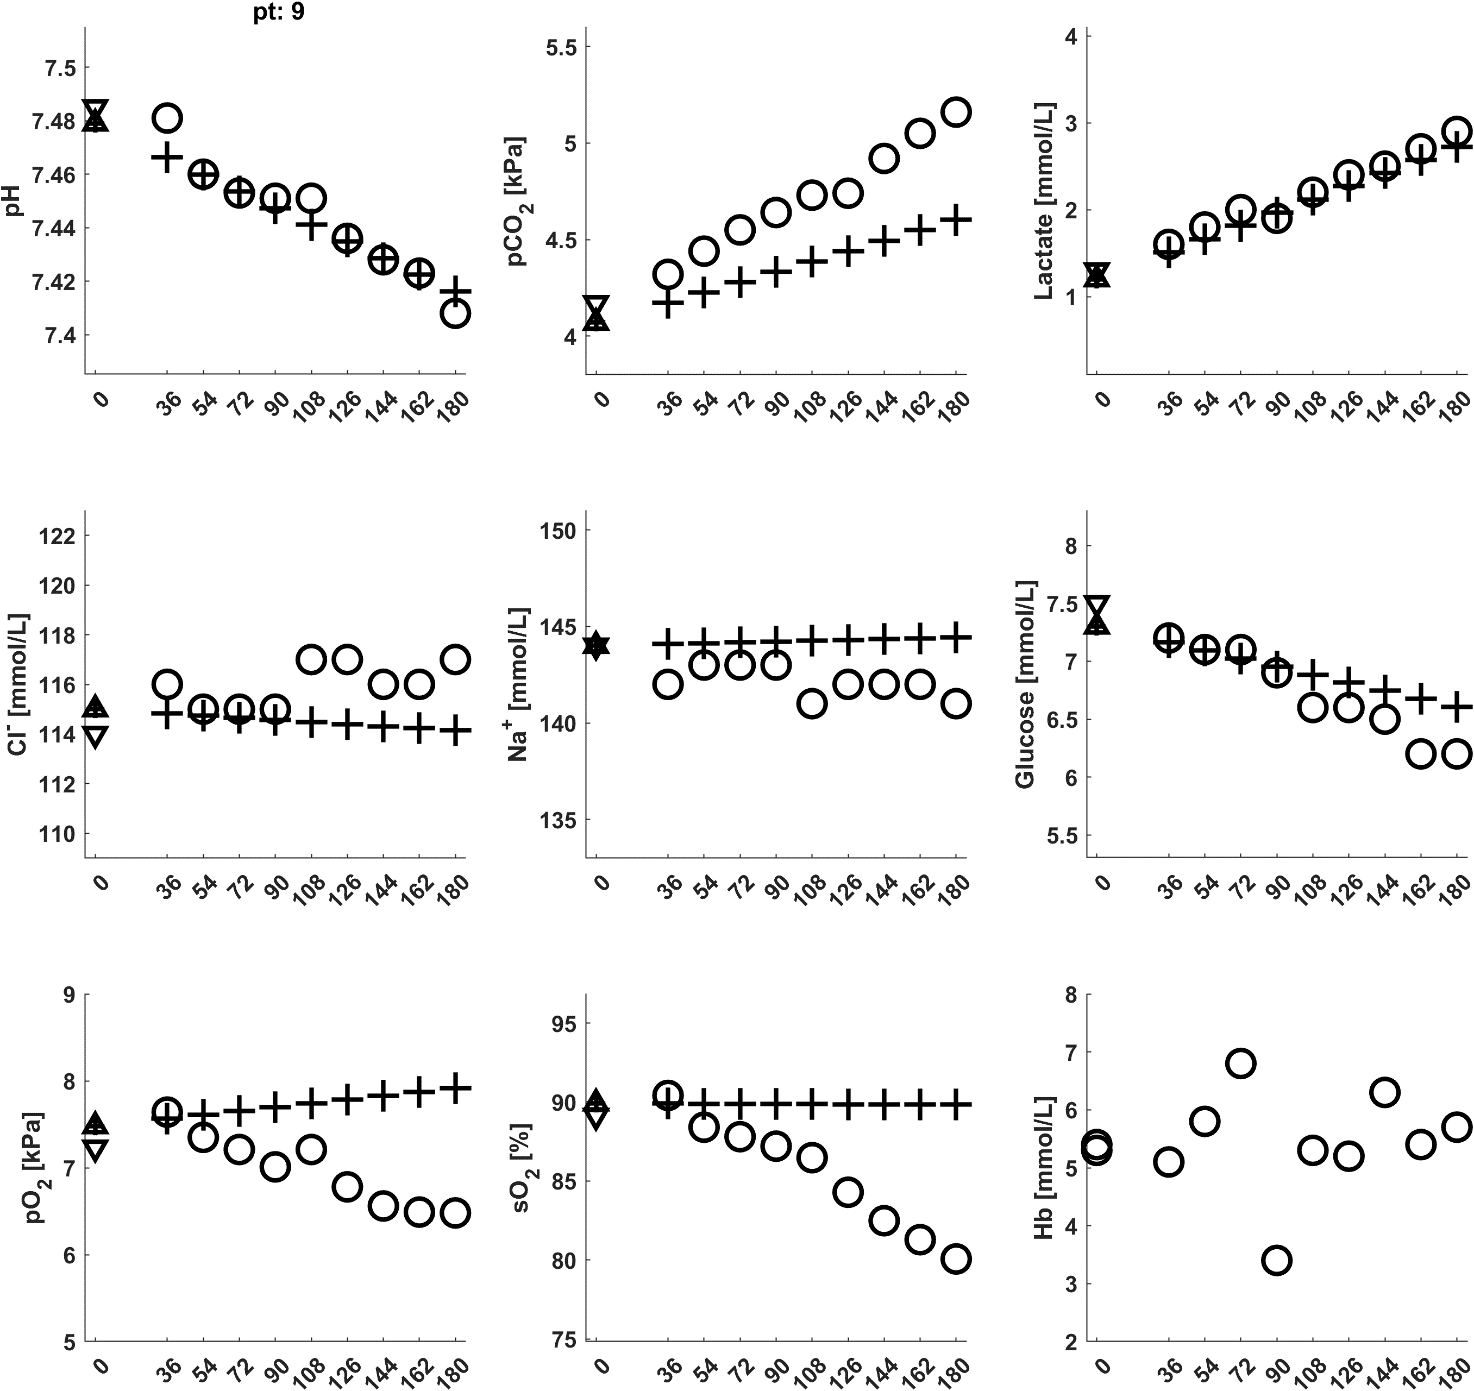 pt: 9
pH
7.5
7.48
7.46
7.44
7.42
7.4
0 36 54 72 90 108 126 144 162 180
pCO2 [kPa]
5.5
5
4.5
4
0 36 54 72 90 108 126 144 162 180
Lactate [mmol/L]
4
3
2
1
0 36 54 72 90 108 126 144 162 180
Cl- [mmol/L]
122
120
118
116
114
112
110
0 36 54 72 90 108 126 144 162 180
Na+ [mmol/L]
150
145
140
135
0 36 54 72 90 108 126 144 162 180
Glucose [mmol/L]
8
7.5
7
6.5
6
5.5
0 36 54 72 90 108 126 144 162 180
pO2 [kPa]
9
8
7
6
5
0 36 54 72 90 108 126 144 162 180
sO2 [%]
95
90
85
80
75
0 36 54 72 90 108 126 144 162 180
Hb [mmol/L]
8
7
6
5
4
3
2
0 36 54 72 90 108 126 144 162 180